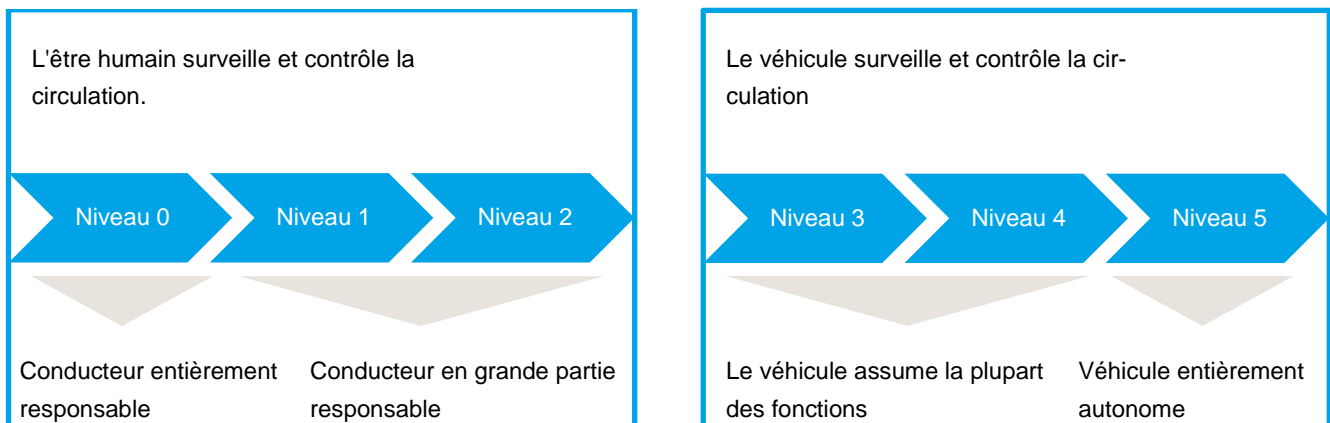 L'être humain surveille et contrôle la
circulation.
Niveau 0
Niveau 1
Niveau 2
Conducteur entièrement
responsable
Conducteur en grande partie
responsable
Le véhicule surveille et contrôle la cir-
culation
Niveau 3
Niveau 4
Niveau 5
Le véhicule assume la plupart
des fonctions
Véhicule entièrement
autonome